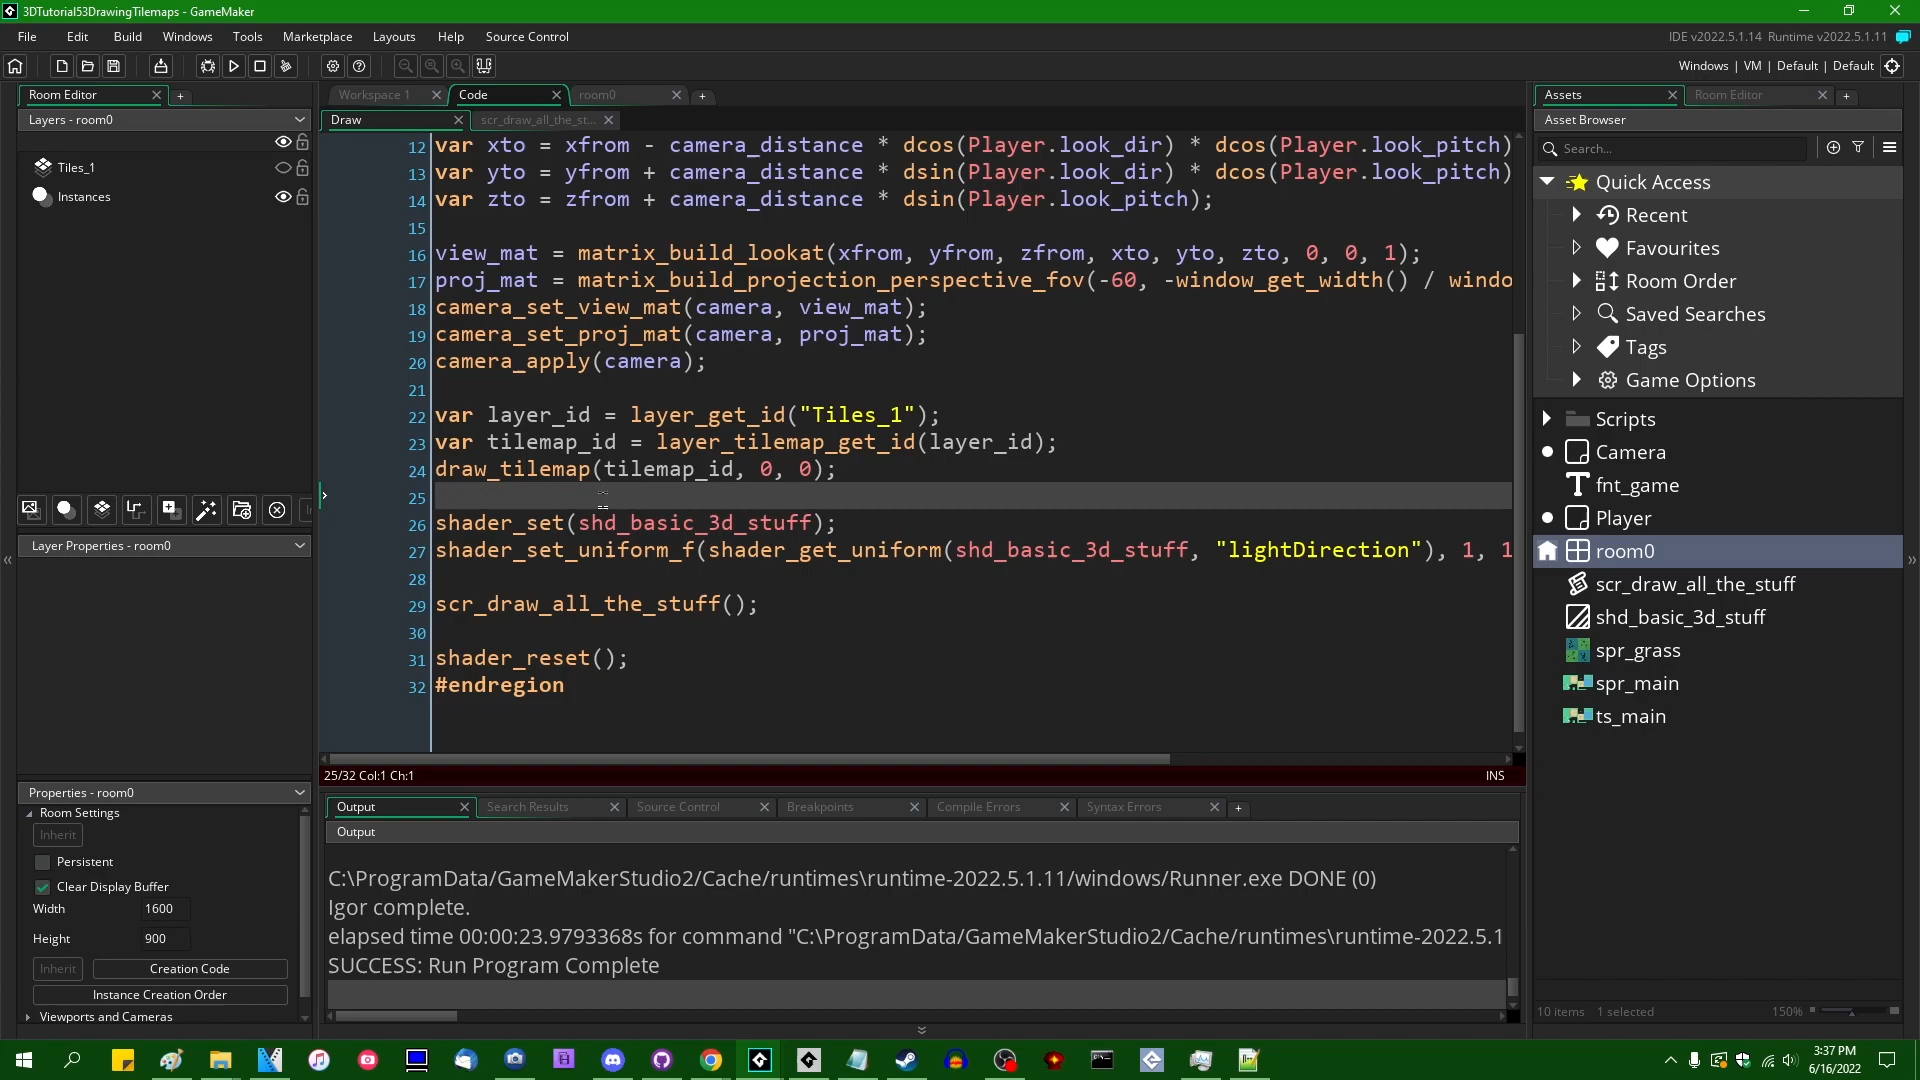 3DTutorial53DrawingTilemaps - GameMaker
File Edit Build Windows Tools Marketplace Layouts Help Source Control
IDE v2022.5.1.14 Runtime v2022.5.1.11
Windows | VM | Default | Default
Room Editor
Layers - room0
Tiles_1
Instances
Layer Properties - room0
Properties - room0
Room Settings
Inherit
Persistent
Clear Display Buffer
Width 1600
Height 900
Inherit Creation Code
Instance Creation Order
Viewports and Cameras
Workspace 1 Code room0
Draw scr_draw_all_the_st...
12 var xto = xfrom - camera_distance * dcos(Player.look_dir) * dcos(Player.look_pitch)
13 var yto = yfrom + camera_distance * dsin(Player.look_dir) * dcos(Player.look_pitch)
14 var zto = zfrom + camera_distance * dsin(Player.look_pitch);
15
16 view_mat = matrix_build_lookat(xfrom, yfrom, zfrom, xto, yto, zto, 0, 0, 1);
17 proj_mat = matrix_build_projection_perspective_fov(-60, -window_get_width() / windo
18 camera_set_view_mat(camera, view_mat);
19 camera_set_proj_mat(camera, proj_mat);
20 camera_apply(camera);
21
22 var layer_id = layer_get_id("Tiles_1");
23 var tilemap_id = layer_tilemap_get_id(layer_id);
24 draw_tilemap(tilemap_id, 0, 0);
25
26 shader_set(shd_basic_3d_stuff);
27 shader_set_uniform_f(shader_get_uniform(shd_basic_3d_stuff, "lightDirection"), 1, 1
28
29 scr_draw_all_the_stuff();
30
31 shader_reset();
32 #endregion
25/32 Col:1 Ch:1 INS
Output Search Results Source Control Breakpoints Compile Errors Syntax Errors
Output
C:\ProgramData/GameMakerStudio2/Cache/runtimes\runtime-2022.5.1.11/windows/Runner.exe DONE (0)
Igor complete.
elapsed time 00:00:23.9793368s for command "C:\ProgramData/GameMakerStudio2/Cache/runtimes\runtime-2022.5.1
SUCCESS: Run Program Complete
Assets Room Editor
Asset Browser
Search...
Quick Access
Recent
Favourites
Room Order
Saved Searches
Tags
Game Options
Scripts
Camera
fnt_game
Player
room0
scr_draw_all_the_stuff
shd_basic_3d_stuff
spr_grass
spr_main
ts_main
10 items 1 selected 150%
3:37 PM
6/16/2022